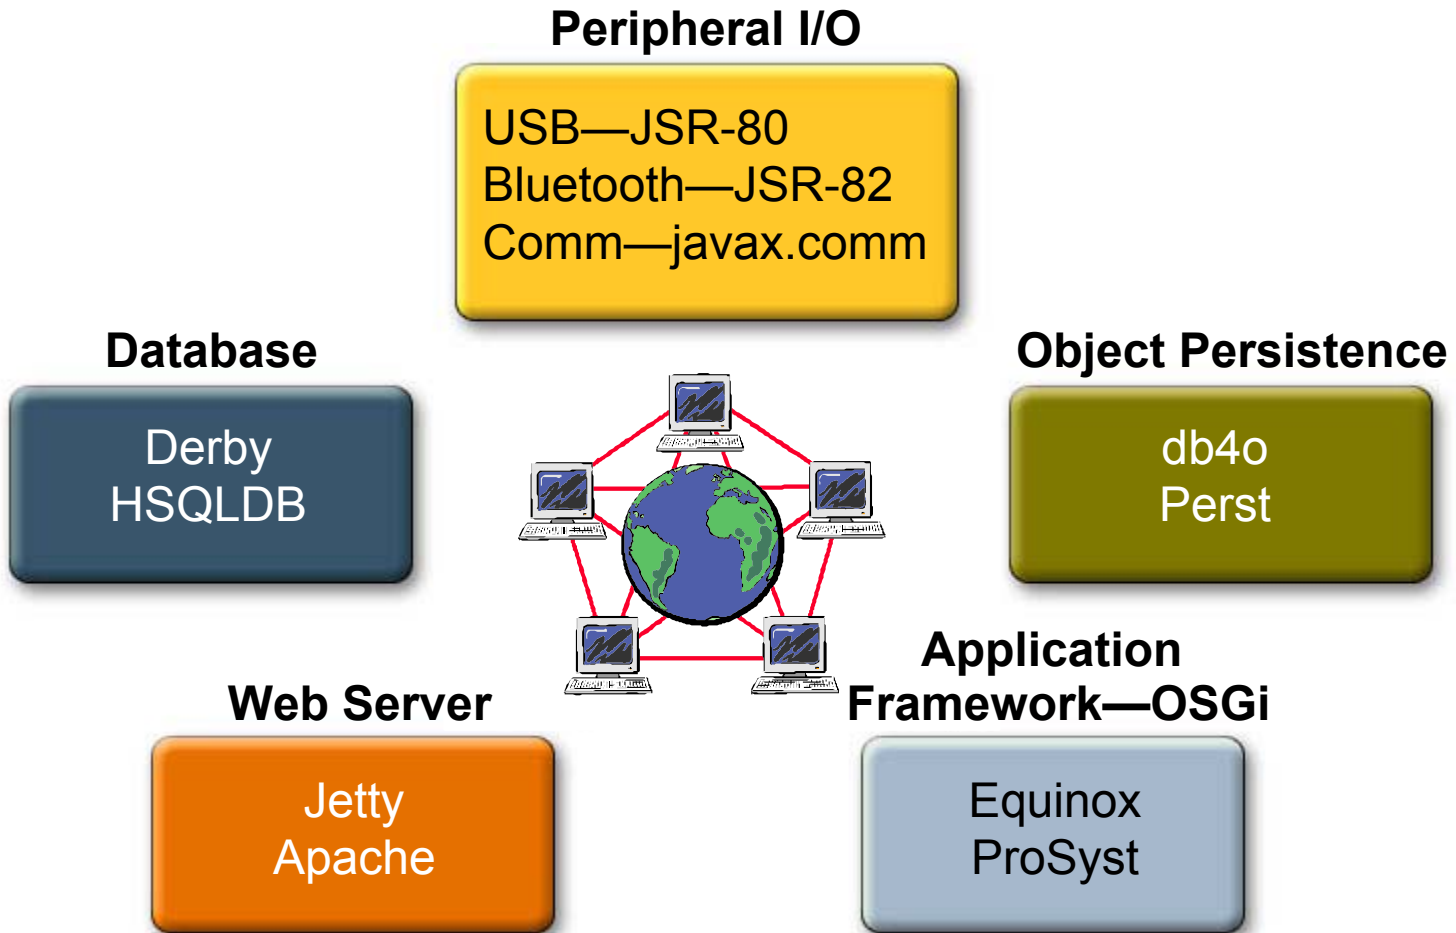 Peripheral I/O
USB—JSR-80
Bluetooth—JSR-82
Comm—javax.comm
Database
Derby
HSQLDB
Object Persistence
db4o
Perst
Web Server
Jetty
Apache
Application
Framework—OSGi
Equinox
ProSyst